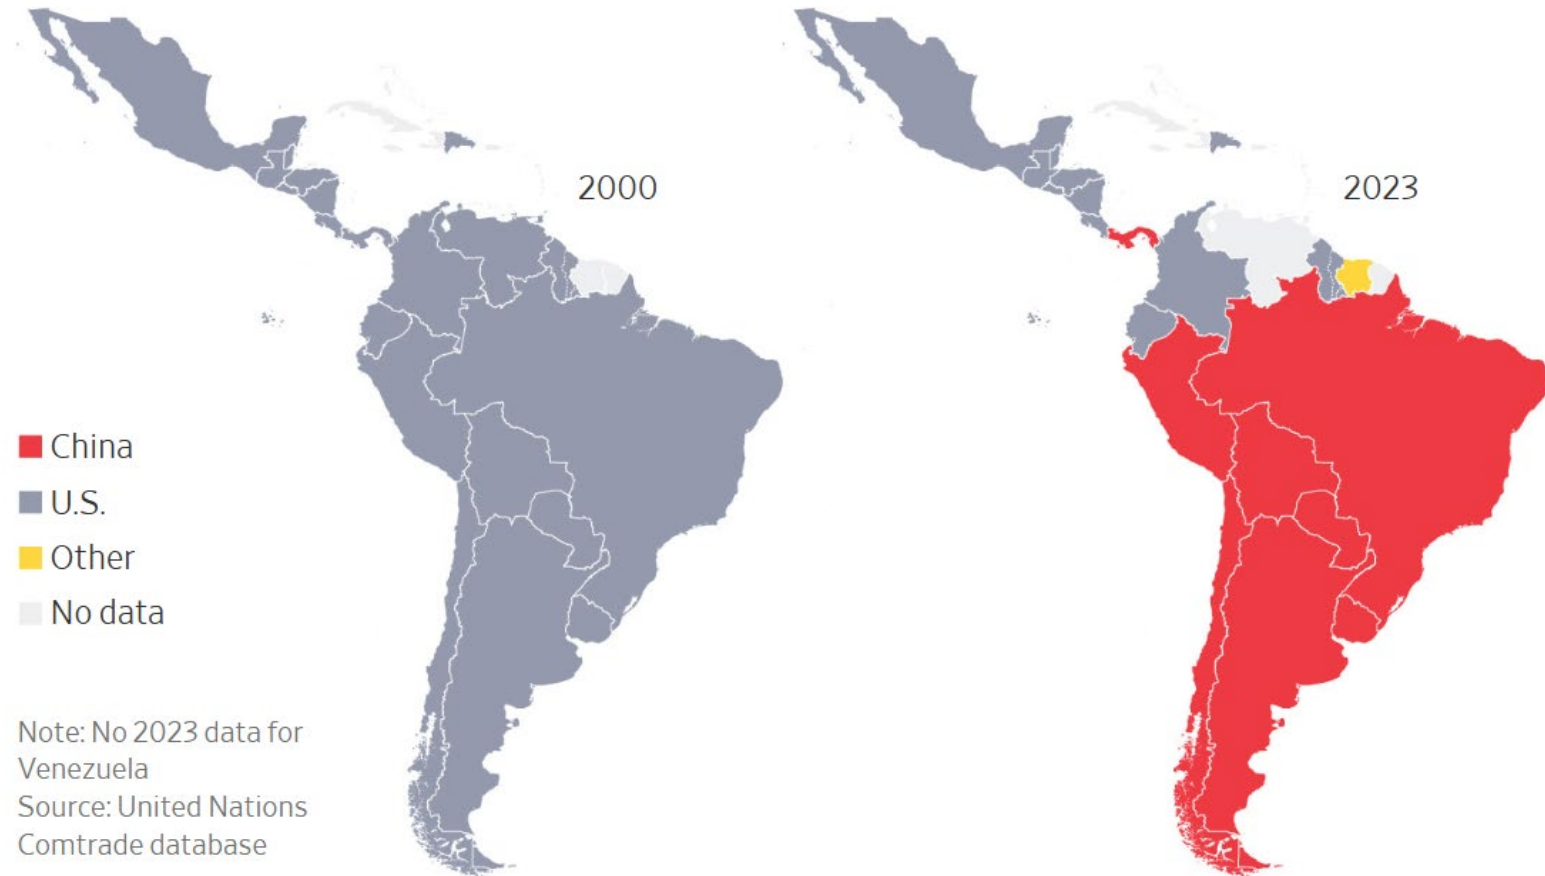 2000
2023
China
U.S.
Other
No data
Note: No 2023 data for
Venezuela
Source: United Nations
Comtrade database